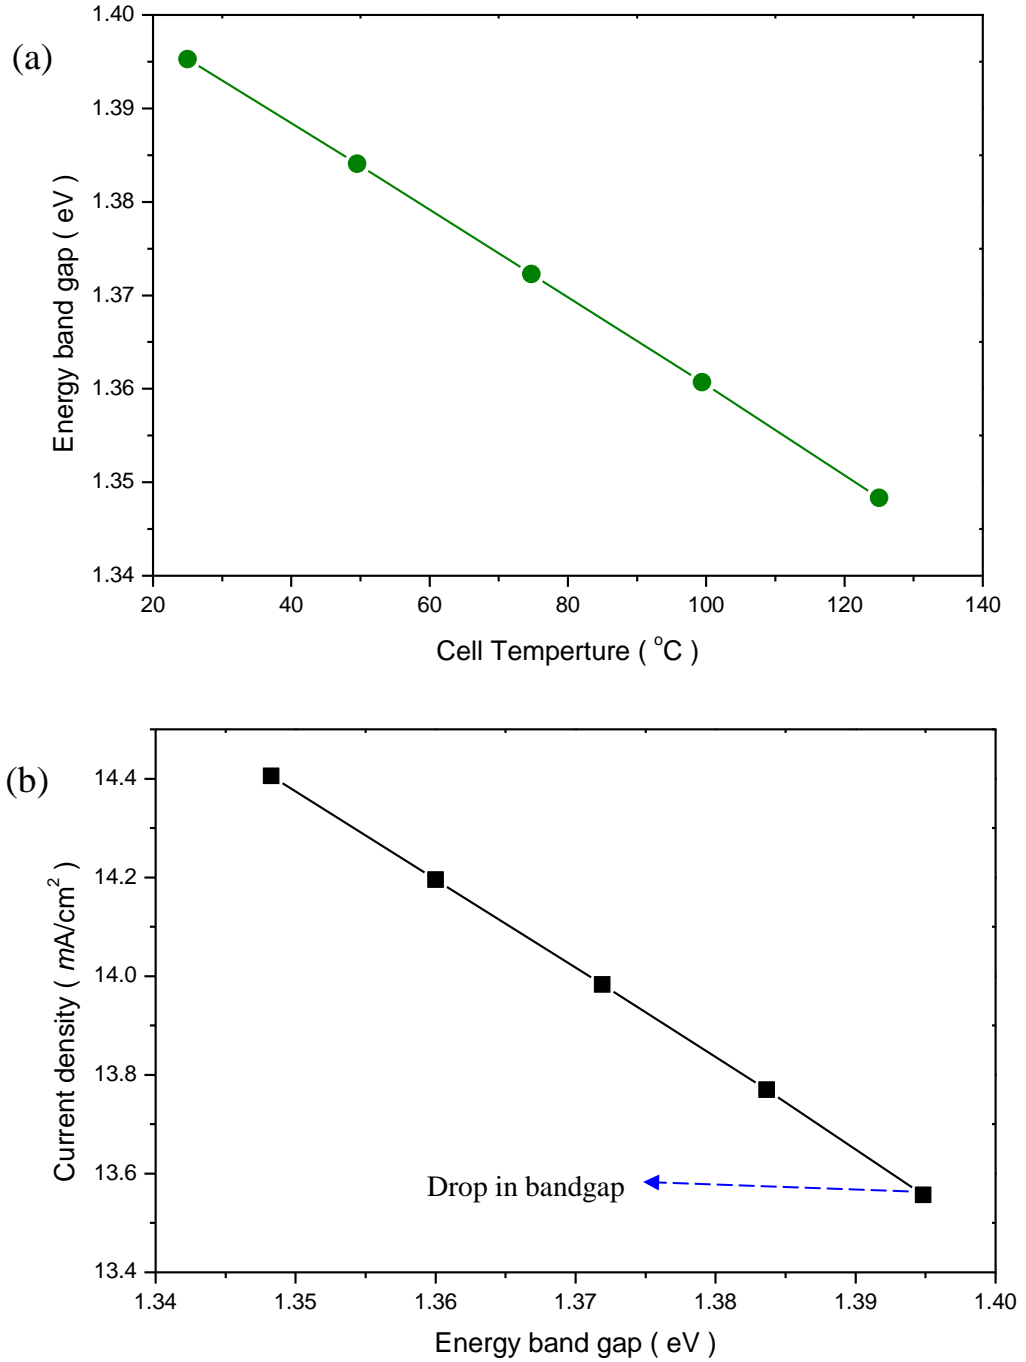 (a)
Energy band gap ( eV )
1.40
1.39
1.38
1.37
1.36
1.35
1.34
20 40 60 80 100 120 140
Cell Temperture ( °C )
(b)
Current density ( mA/cm²  )
14.4
14.2
14.0
13.8
13.6
13.4
Drop in bandgap
1.34 1.35 1.36 1.37 1.38 1.39 1.40
Energy band gap ( eV )